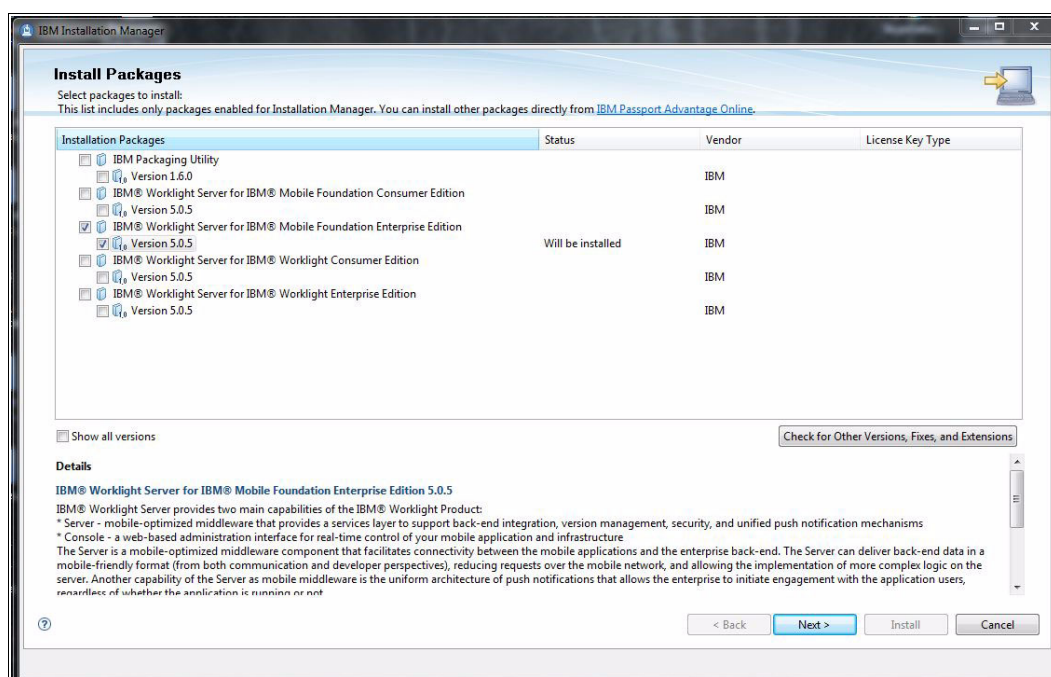 IBM Installation Manager
Install Packages
Select packages to install:
This list includes only packages enabled for Installation Manager. You can install other packages directly from IBM Passport Advantage Online.
Installation Packages Status Vendor License Key Type
IBM Packaging Utility
Version 1.6.0 IBM
IBM® Worklight Server for IBM® Mobile Foundation Consumer Edition
Version 5.0.5 IBM
IBM® Worklight Server for IBM® Mobile Foundation Enterprise Edition
Version 5.0.5 Will be installed IBM
IBM® Worklight Server for IBM® Worklight Consumer Edition
Version 5.0.5 IBM
IBM® Worklight Server for IBM® Worklight Enterprise Edition
Version 5.0.5 IBM
Show all versions Check for Other Versions, Fixes, and Extensions
Details
IBM® Worklight Server for IBM® Mobile Foundation Enterprise Edition 5.0.5
IBM® Worklight Server provides two main capabilities of the IBM® Worklight Product:
* Server - mobile-optimized middleware that provides a services layer to support back-end integration, version management, security, and unified push notification mechanisms
* Console - a web-based administration interface for real-time control of your mobile application and infrastructure
The Server is a mobile-optimized middleware component that facilitates connectivity between the mobile applications and the enterprise back-end. The Server can deliver back-end data in a
mobile-friendly format (from both communication and developer perspectives), reducing requests over the mobile network, and allowing the implementation of more complex logic on the
server. Another capability of the Server as mobile middleware is the uniform architecture of push notifications that allows the enterprise to initiate engagement with the application users,
regardless of whether the application is running or not
< Back Next > Install Cancel